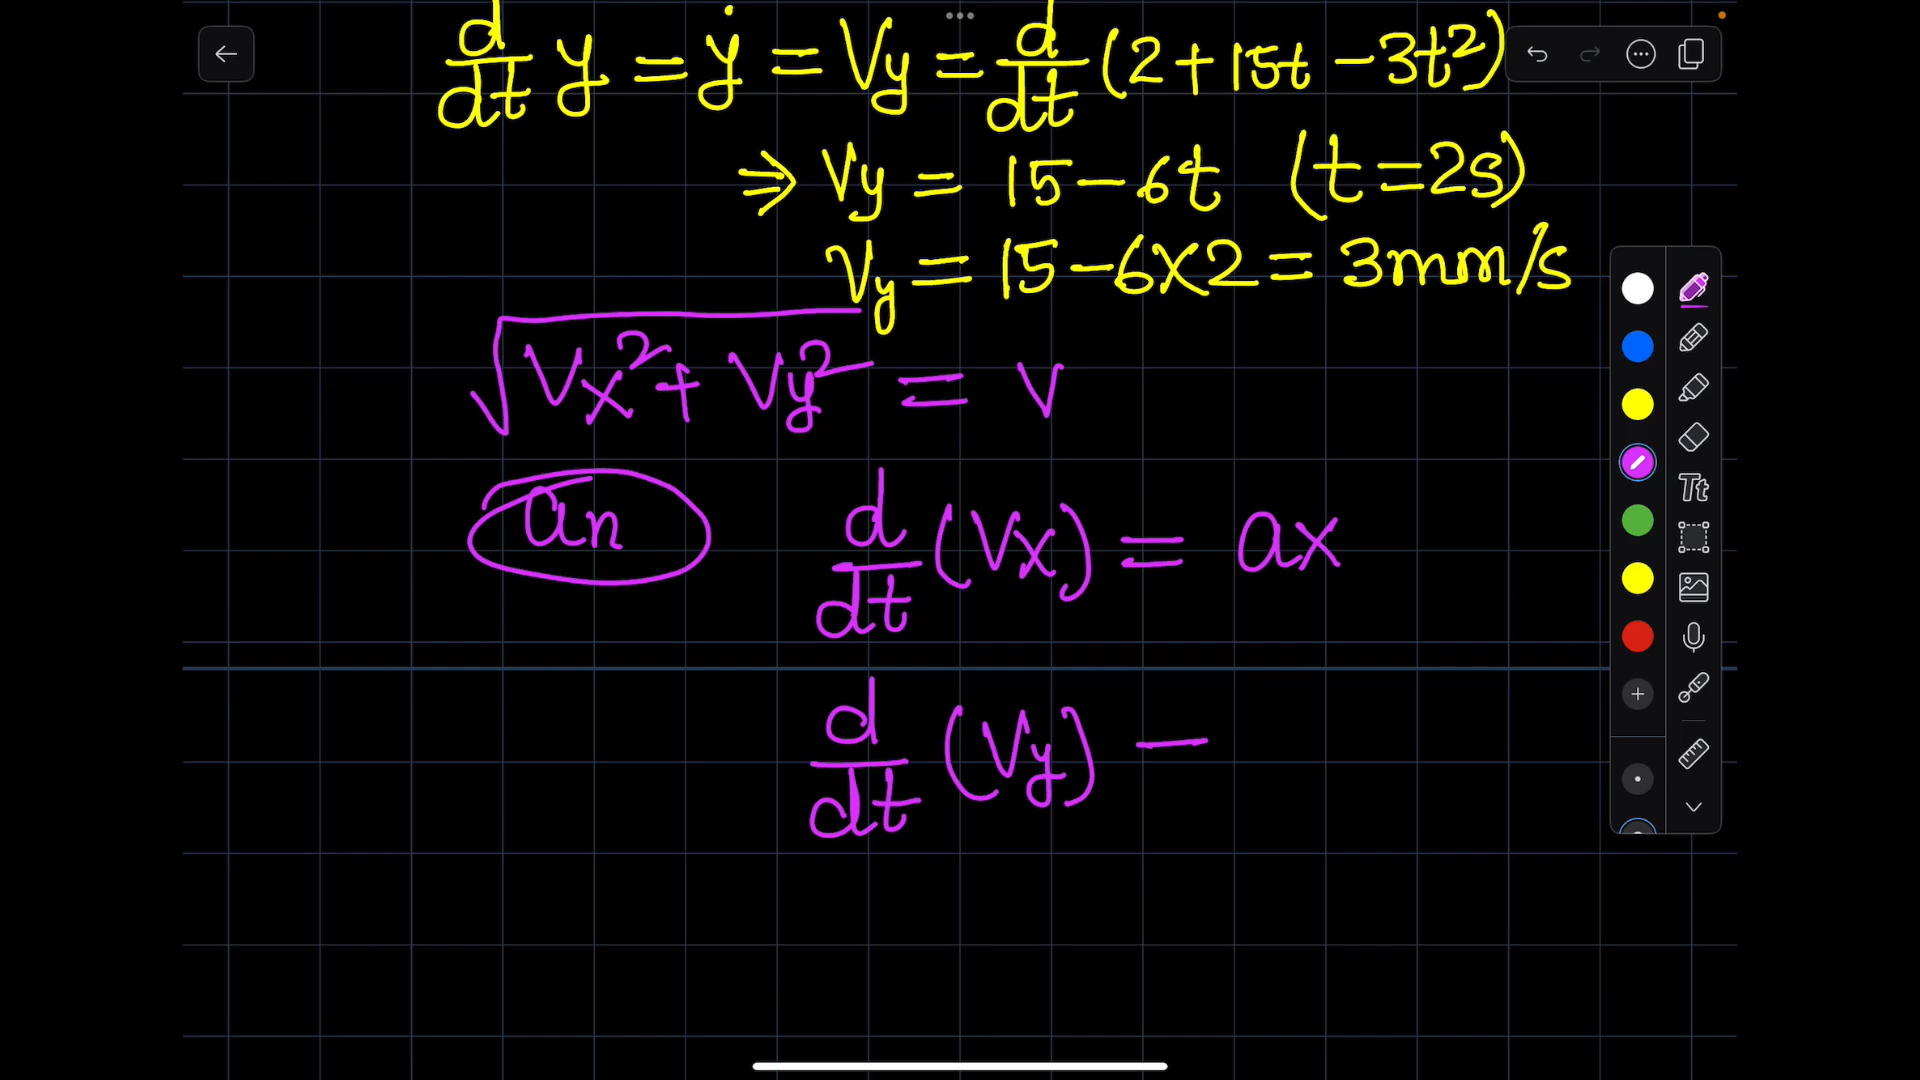 d/dt y = ẏ = Vy = d/dt (2 + 15t - 3t²)
⇒ Vy = 15 - 6t (t = 2s)
Vy = 15 - 6 X 2 = 3mm/s
√(Vx² + Vy²) = V
an d/dt (Vx) = ax
d/dt (Vy) -
Tt